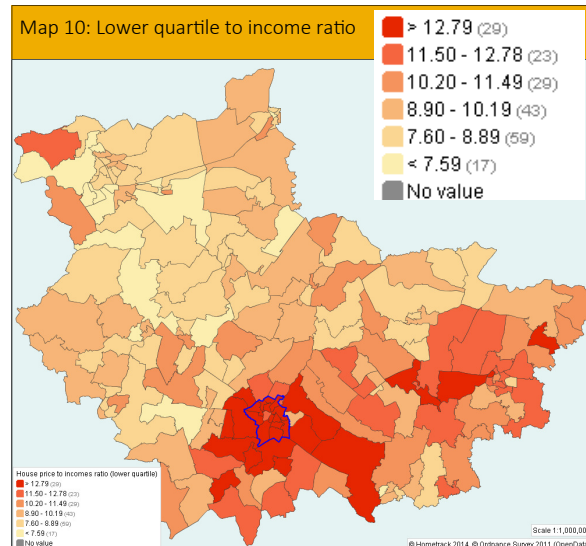 Map 10: Lower quartile to income ratio
> 12.79 (29)
11.50 - 12.78 (23)
10.20 - 11.49 (29)
8.90 - 10.19 (43)
7.60 - 8.89 (59)
< 7.59 (17)
No value
House price to incomes ratio (lower quartile)
> 12.79 (29)
11.50 - 12.78 (23)
10.20 - 11.49 (29)
8.90 - 10.19 (43)
7.60 - 8.89 (59)
< 7.59 (17)
No value
Scale 1:1,000,00
© Hometrack 2014, © Ordnance Survey 2011 (OpenData